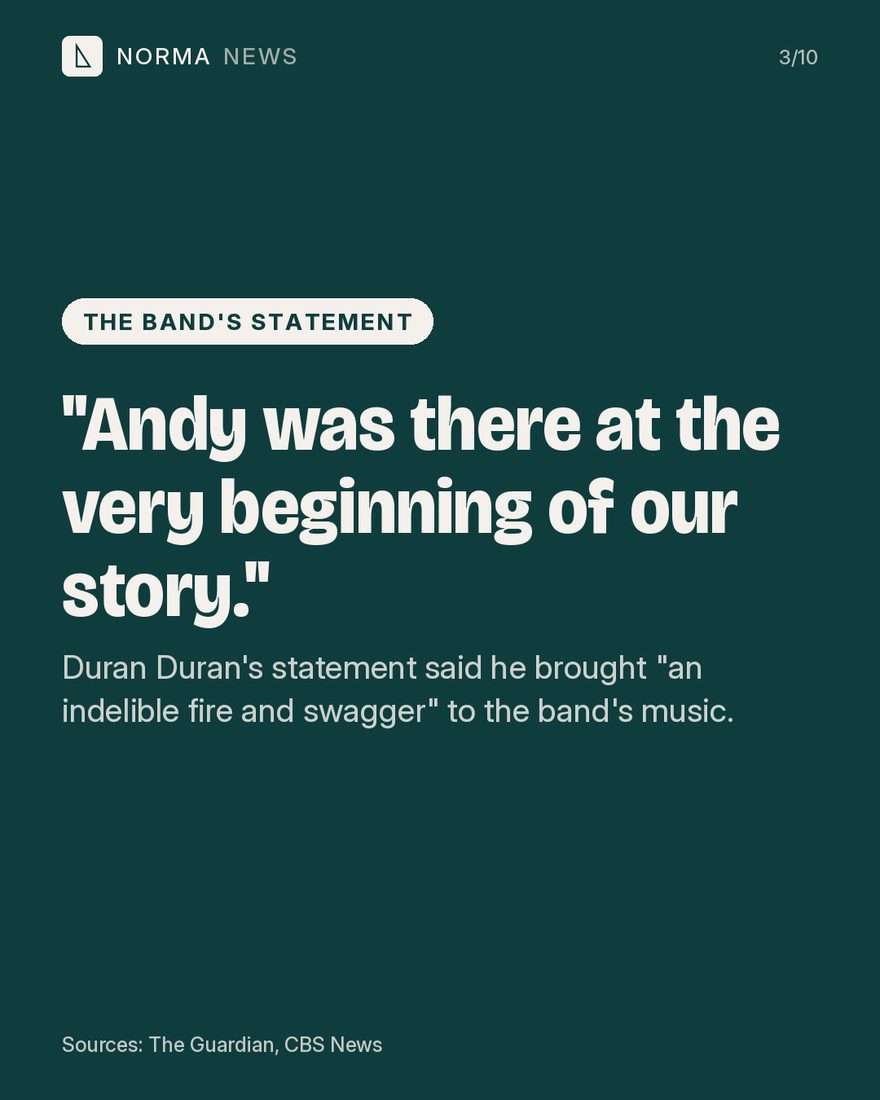 NORMA NEWS
3/10
THE BAND'S STATEMENT
"Andy was there at the
very beginning of our
story."
Duran Duran's statement said he brought "an
indelible fire and swagger" to the band's music.
Sources: The Guardian, CBS News